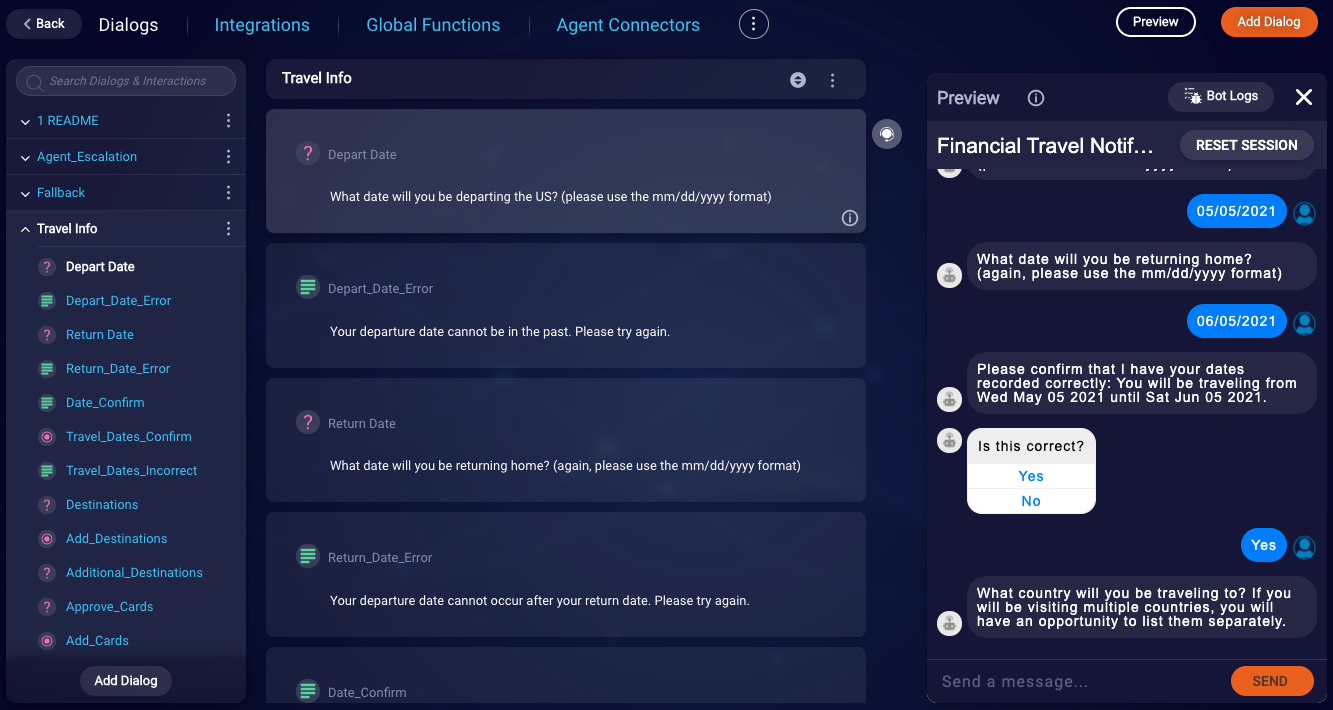 Back
Dialogs
Integrations
Global Functions
Agent Connectors
Preview
Add Dialog
Search Dialogs & Interactions
1 README
Agent_Escalation
Fallback
Travel Info
Depart Date
Depart_Date_Error
Return Date
Return_Date_Error
Date_Confirm
Travel_Dates_Confirm
Travel_Dates_Incorrect
Destinations
Add_Destinations
Additional_Destinations
Approve_Cards
Add_Cards
Add Dialog
Travel Info
Depart Date
What date will you be departing the US? (please use the mm/dd/yyyy format)
Depart_Date_Error
Your departure date cannot be in the past. Please try again.
Return Date
What date will you be returning home? (again, please use the mm/dd/yyyy format)
Return_Date_Error
Your departure date cannot occur after your return date. Please try again.
Date_Confirm
Preview
Bot Logs
Financial Travel Notif...
RESET SESSION
05/05/2021
What date will you be returning home?
(again, please use the mm/dd/yyyy format)
06/05/2021
Please confirm that I have your dates
recorded correctly: You will be traveling from
Wed May 05 2021 until Sat Jun 05 2021.
Is this correct?
Yes
No
Yes
What country will you be traveling to? If you
will be visiting multiple countries, you will
have an opportunity to list them separately.
Send a message...
SEND